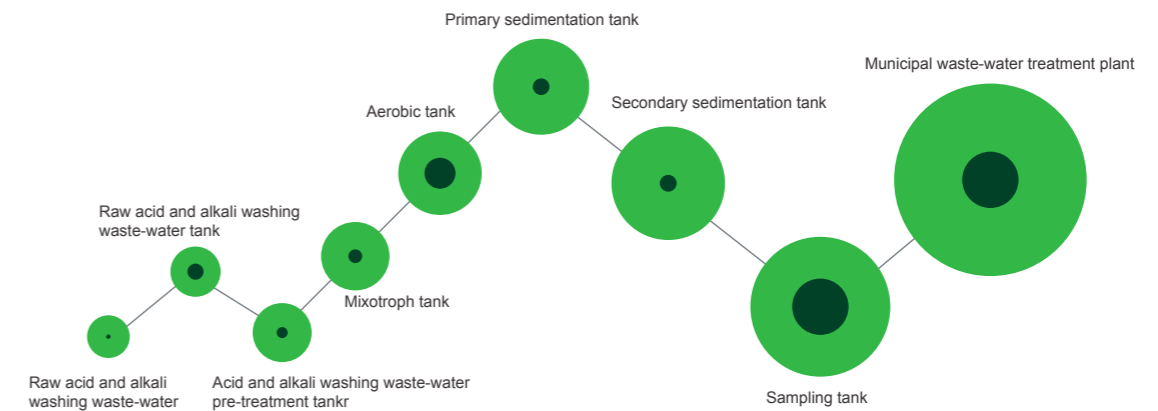 Primary sedimentation tank
Municipal waste-water treatment plant
Secondary sedimentation tank
Aerobic tank
Raw acid and alkali washing
waste-water tank
Mixotroph tank
Raw acid and alkali
washing waste-water
Acid and alkali washing waste-water
pre-treatment tankr
Sampling tank